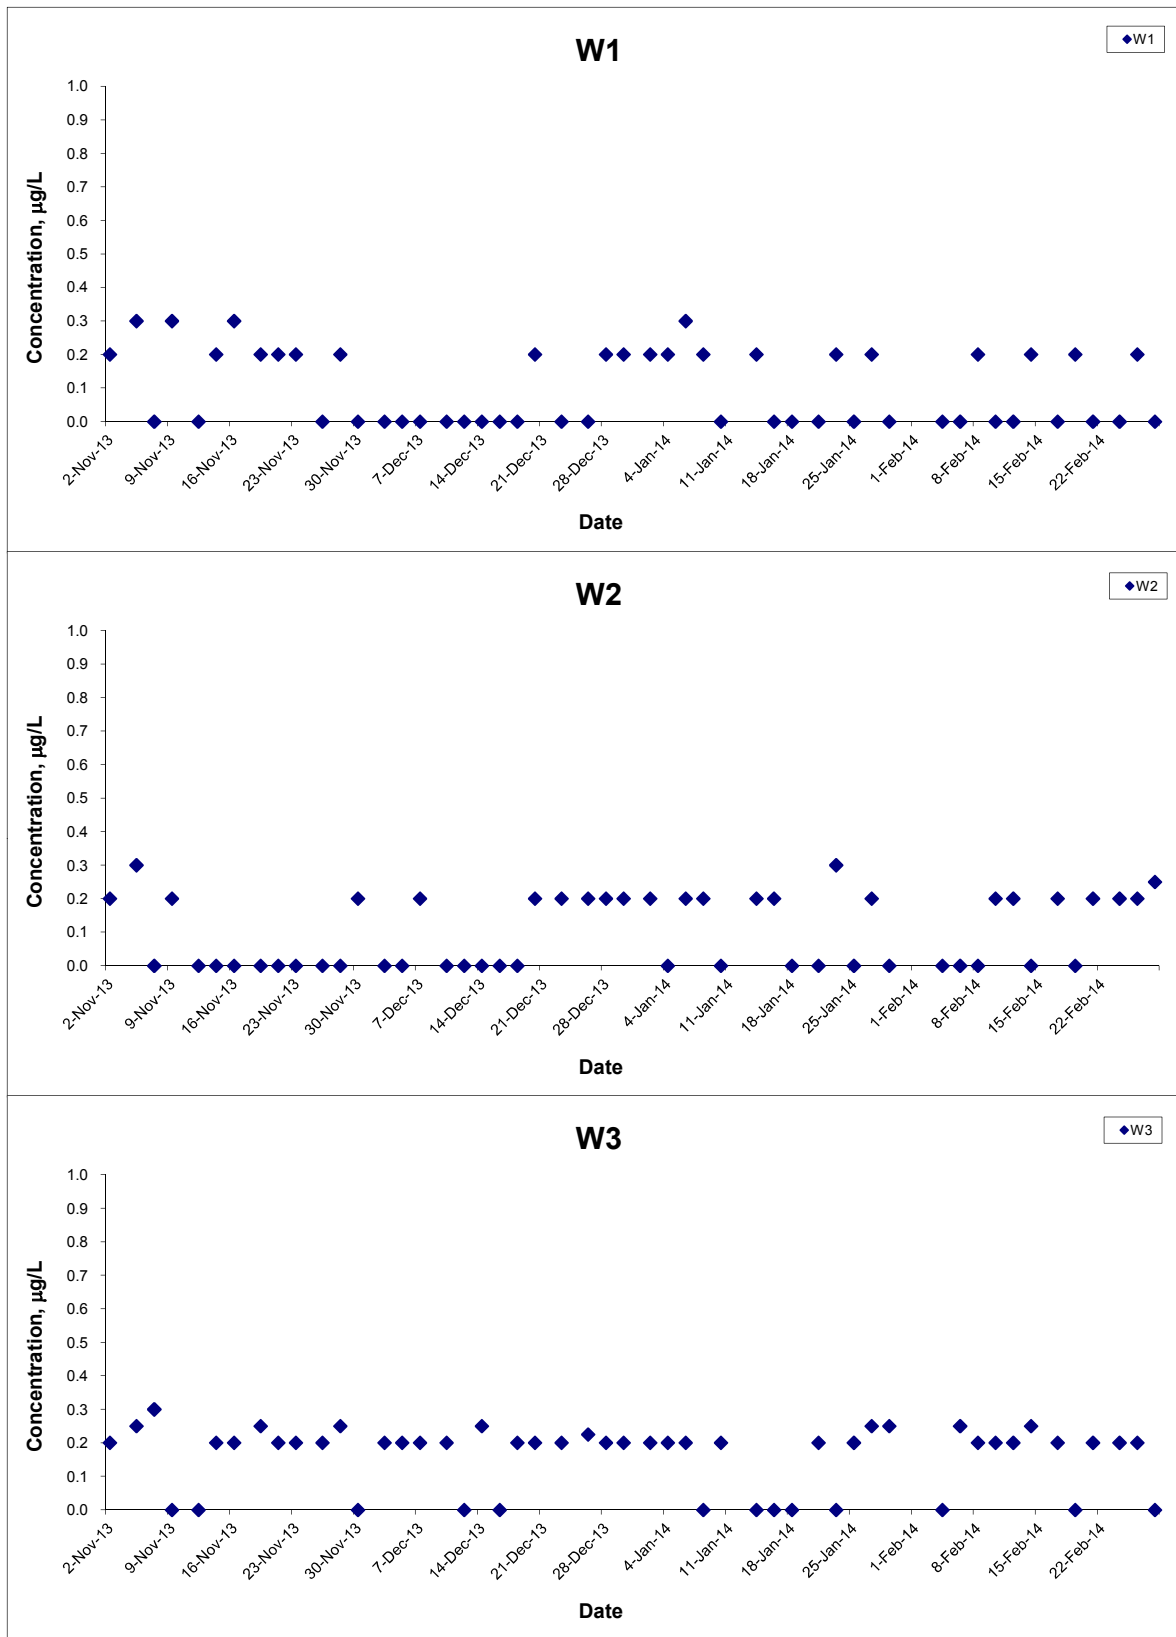 W1
W1
Concentration, µg/L
1.0
0.9
0.8
0.7
0.6
0.5
0.4
0.3
0.2
0.1
0.0
2-Nov-13
9-Nov-13
16-Nov-13
23-Nov-13
30-Nov-13
7-Dec-13
14-Dec-13
21-Dec-13
28-Dec-13
4-Jan-14
11-Jan-14
18-Jan-14
25-Jan-14
1-Feb-14
8-Feb-14
15-Feb-14
22-Feb-14
Date
W2
W2
Concentration, µg/L
1.0
0.9
0.8
0.7
0.6
0.5
0.4
0.3
0.2
0.1
0.0
2-Nov-13
9-Nov-13
16-Nov-13
23-Nov-13
30-Nov-13
7-Dec-13
14-Dec-13
21-Dec-13
28-Dec-13
4-Jan-14
11-Jan-14
18-Jan-14
25-Jan-14
1-Feb-14
8-Feb-14
15-Feb-14
22-Feb-14
Date
W3
W3
Concentration, µg/L
1.0
0.9
0.8
0.7
0.6
0.5
0.4
0.3
0.2
0.1
0.0
2-Nov-13
9-Nov-13
16-Nov-13
23-Nov-13
30-Nov-13
7-Dec-13
14-Dec-13
21-Dec-13
28-Dec-13
4-Jan-14
11-Jan-14
18-Jan-14
25-Jan-14
1-Feb-14
8-Feb-14
15-Feb-14
22-Feb-14
Date